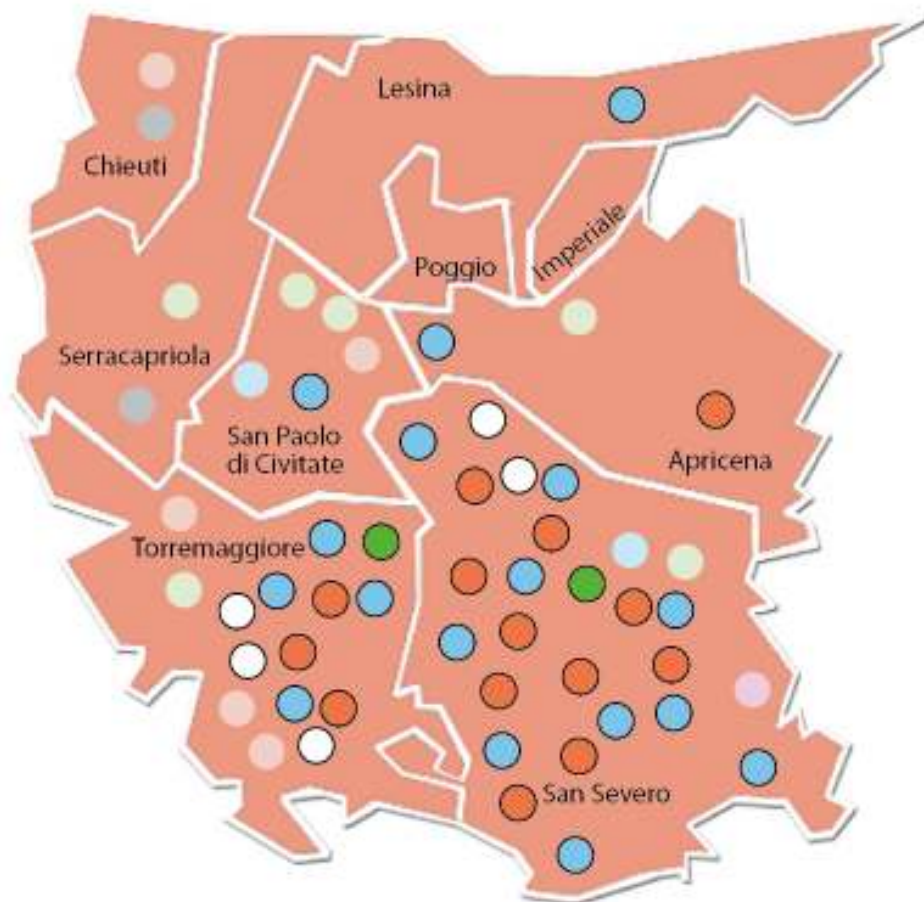 Lesina
Chieuti
Imperiale
Poggio
Serracapriola
San Paolo
di Civitate
Apricena
Torremaggiore
San Severo